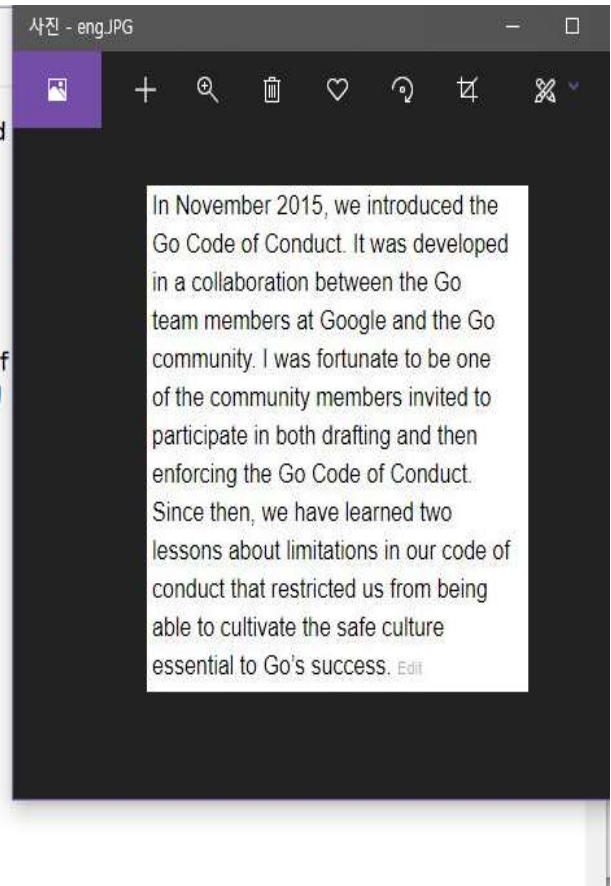 사진 - eng.JPG
d
f
In November 2015, we introduced the
Go Code of Conduct. It was developed
in a collaboration between the Go
team members at Google and the Go
community. I was fortunate to be one
of the community members invited to
participate in both drafting and then
enforcing the Go Code of Conduct.
Since then, we have learned two
lessons about limitations in our code of
conduct that restricted us from being
able to cultivate the safe culture
essential to Go’s success. Edit